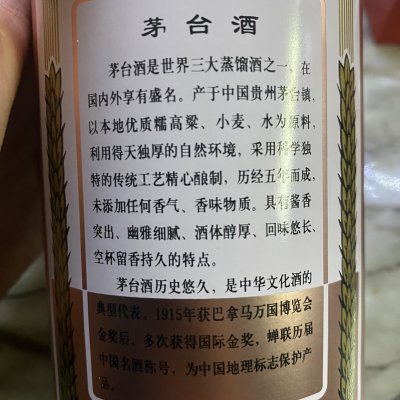 茅台酒
茅台酒是世界三大蒸馏酒之一、在
国内外享有盛名。产于中国贵州茅台镇,
以本地优质糯高粱、小麦、水为原料,
利用得天独厚的自然环境，采用科学独
特的传统工艺精心酿制，历经五年而成,
未添加任何香气、香味物质。具有酱香
突出、幽雅细腻、酒体醇厚、回味悠长、
空杯留香持久的特点。
茅台酒历史悠久，是中华文化酒的
典型代表。1915年获巴拿马万国博览会
金奖后，多次获得国际金奖，蝉联历届
中国名酒称号，为中国地理标志保护产
品。